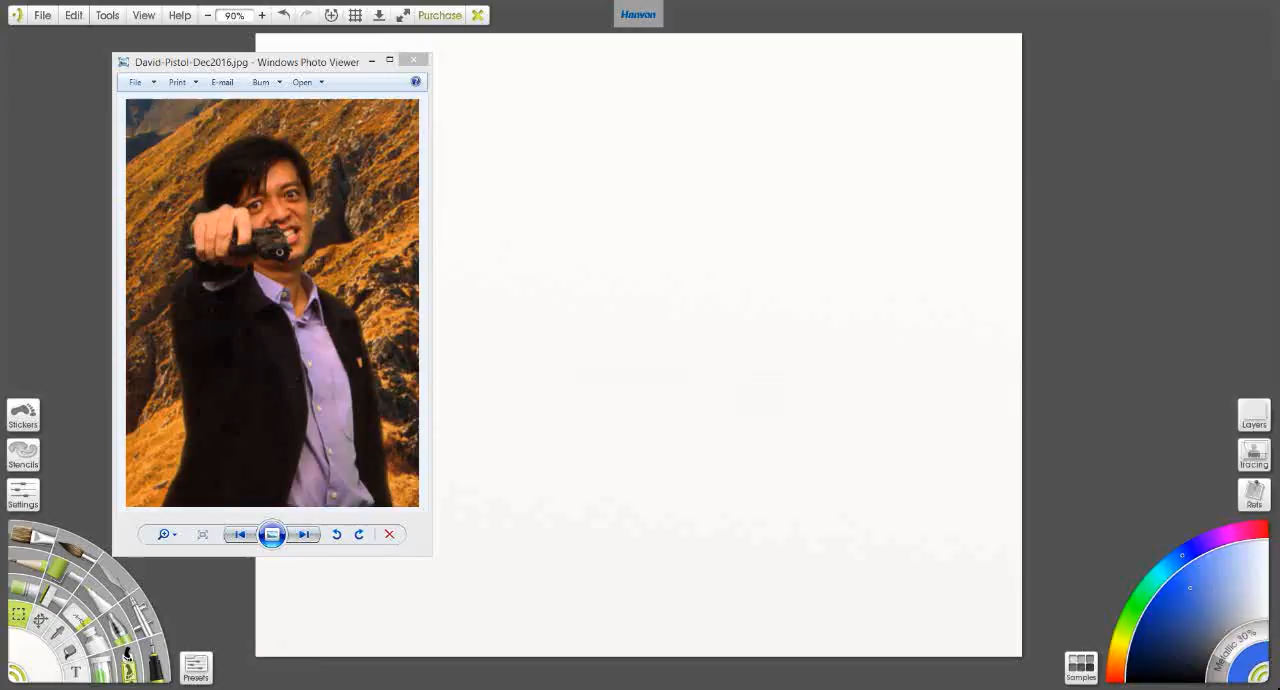 File Edit Tools View Help 90% Purchase Hanvon
David-Pistol-Dec2016.jpg - Windows Photo Viewer
File Print E-mail Burn Open
Stickers
Stencils
Settings
Presets
T
Layers
Tracing
Refs
Metallic 30%
Samples